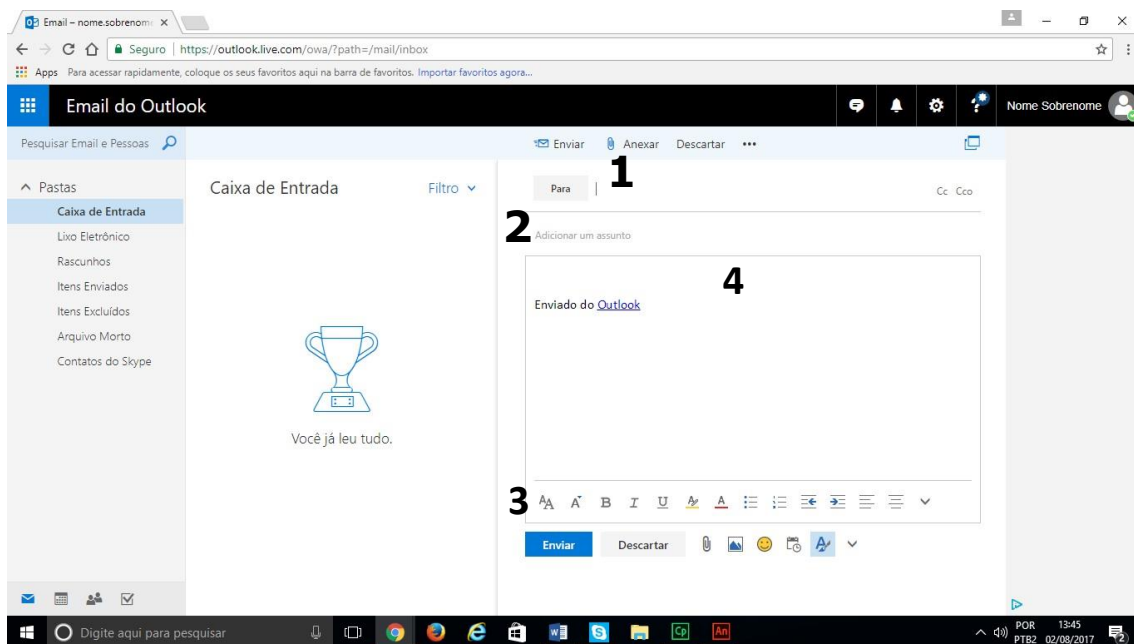 Email – nome.sobrenom
Seguro | https://outlook.live.com/owa/?path=/mail/inbox
Apps Para acessar rapidamente, coloque os seus favoritos aqui na barra de favoritos. Importar favoritos agora...
Email do Outlook
Nome Sobrenome
Pesquisar Email e Pessoas
Enviar Anexar Descartar
1
Pastas
Caixa de Entrada Filtro
Para
Cc Cco
Caixa de Entrada
2
Lixo Eletrônico
Adicionar um assunto
Rascunhos
4
Itens Enviados
Itens Excluídos
Enviado do Outlook
Arquivo Morto
Contatos do Skype
Você já leu tudo.
3
Enviar Descartar
Digite aqui para pesquisar
POR 13:45
PTB2 02/08/2017